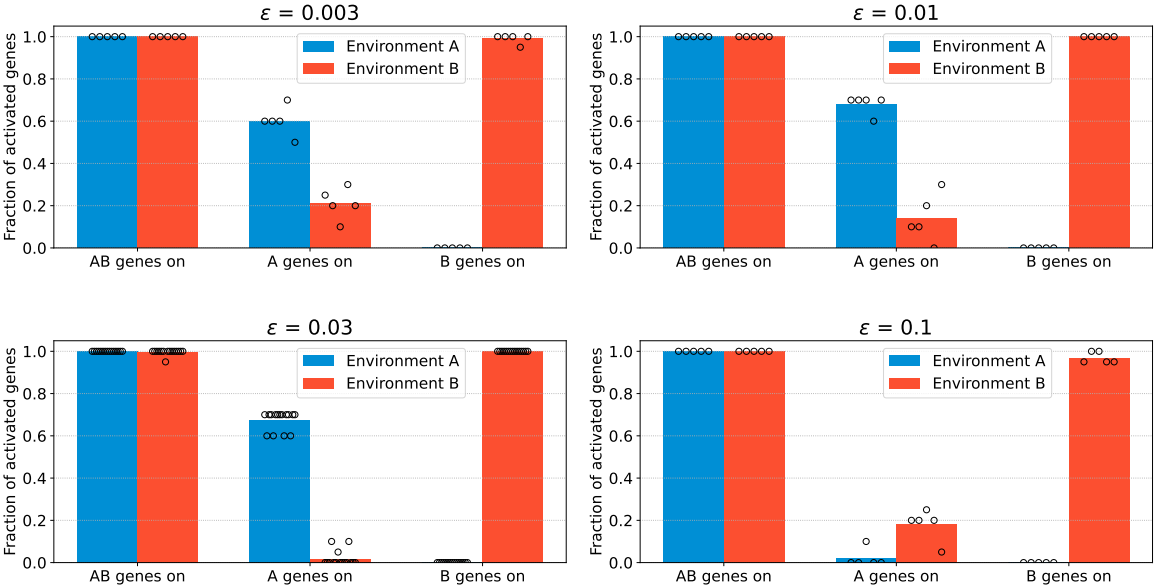 ε = 0.003
Fraction of activated genes
1.0
0.8
0.6
0.4
0.2
0.0
Environment A
Environment B
AB genes on
A genes on
B genes on
ε = 0.01
Fraction of activated genes
1.0
0.8
0.6
0.4
0.2
0.0
Environment A
Environment B
AB genes on
A genes on
B genes on
ε = 0.03
Fraction of activated genes
1.0
0.8
0.6
0.4
0.2
0.0
Environment A
Environment B
AB genes on
A genes on
B genes on
ε = 0.1
Fraction of activated genes
1.0
0.8
0.6
0.4
0.2
0.0
Environment A
Environment B
AB genes on
A genes on
B genes on